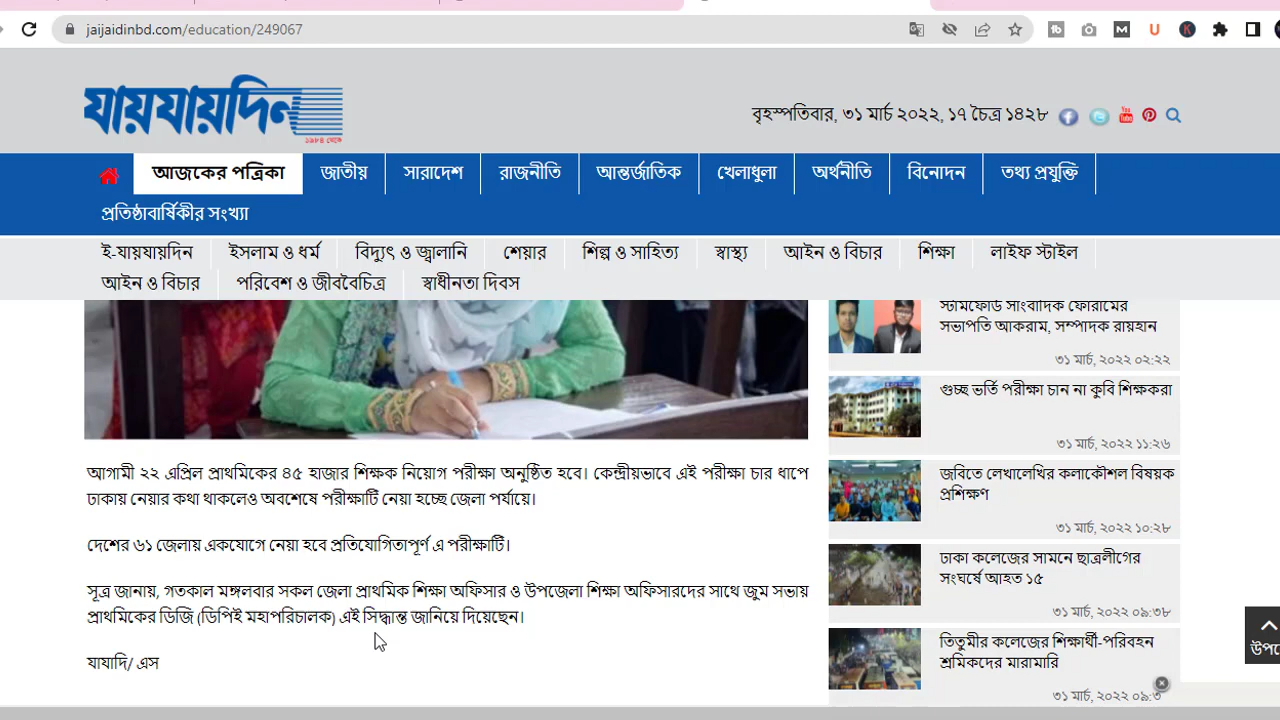 jaijaidinbd.com/education/249067
যায়যায়দিন
১৯৮৪ থেকে
বৃহস্পতিবার, ৩১ মার্চ ২০২২, ১৭ চৈত্র ১৪২৮
আজকের পত্রিকা জাতীয় সারাদেশ রাজনীতি আন্তর্জাতিক খেলাধুলা অর্থনীতি বিনোদন তথ্য প্রযুক্তি
প্রতিষ্ঠাবার্ষিকীর সংখ্যা
ই-যায়যায়দিন ইসলাম ও ধর্ম বিদ্যুৎ ও জ্বালানি শেয়ার শিল্প ও সাহিত্য স্বাস্থ্য আইন ও বিচার শিক্ষা লাইফ স্টাইল
আইন ও বিচার পরিবেশ ও জীববৈচিত্র স্বাধীনতা দিবস
আগামী ২২ এপ্রিল প্রাথমিকের ৪৫ হাজার শিক্ষক নিয়োগ পরীক্ষা অনুষ্ঠিত হবে। কেন্দ্রীয়ভাবে এই পরীক্ষা চার ধাপে
ঢাকায় নেয়ার কথা থাকলেও অবশেষে পরীক্ষাটি নেয়া হচ্ছে জেলা পর্যায়ে।
দেশের ৬১ জেলায় একযোগে নেয়া হবে প্রতিযোগিতাপূর্ণ এ পরীক্ষাটি।
সূত্র জানায়, গতকাল মঙ্গলবার সকল জেলা প্রাথমিক শিক্ষা অফিসার ও উপজেলা শিক্ষা অফিসারদের সাথে জুম সভায়
প্রাথমিকের ডিজি (ডিপিই মহাপরিচালক) এই সিদ্ধান্ত জানিয়ে দিয়েছেন।
যাযাদি/ এস
স্টামফোর্ড সাংবাদিক ফোরামের
সভাপতি আকরাম, সম্পাদক রায়হান
৩১ মার্চ, ২০২২ ০২:২২
গুচ্ছ ভর্তি পরীক্ষা চান না কুবি শিক্ষকরা
৩১ মার্চ, ২০২২ ১১:২৬
জবিতে লেখালেখির কলাকৌশল বিষয়ক
প্রশিক্ষণ
৩১ মার্চ, ২০২২ ১০:২৮
ঢাকা কলেজের সামনে ছাত্রলীগের
সংঘর্ষে আহত ১৫
৩১ মার্চ, ২০২২ ০৯:৩৮
তিতুমীর কলেজের শিক্ষার্থী-পরিবহন
শ্রমিকদের মারামারি
৩১ মার্চ, ২০২২ ০৯:৩